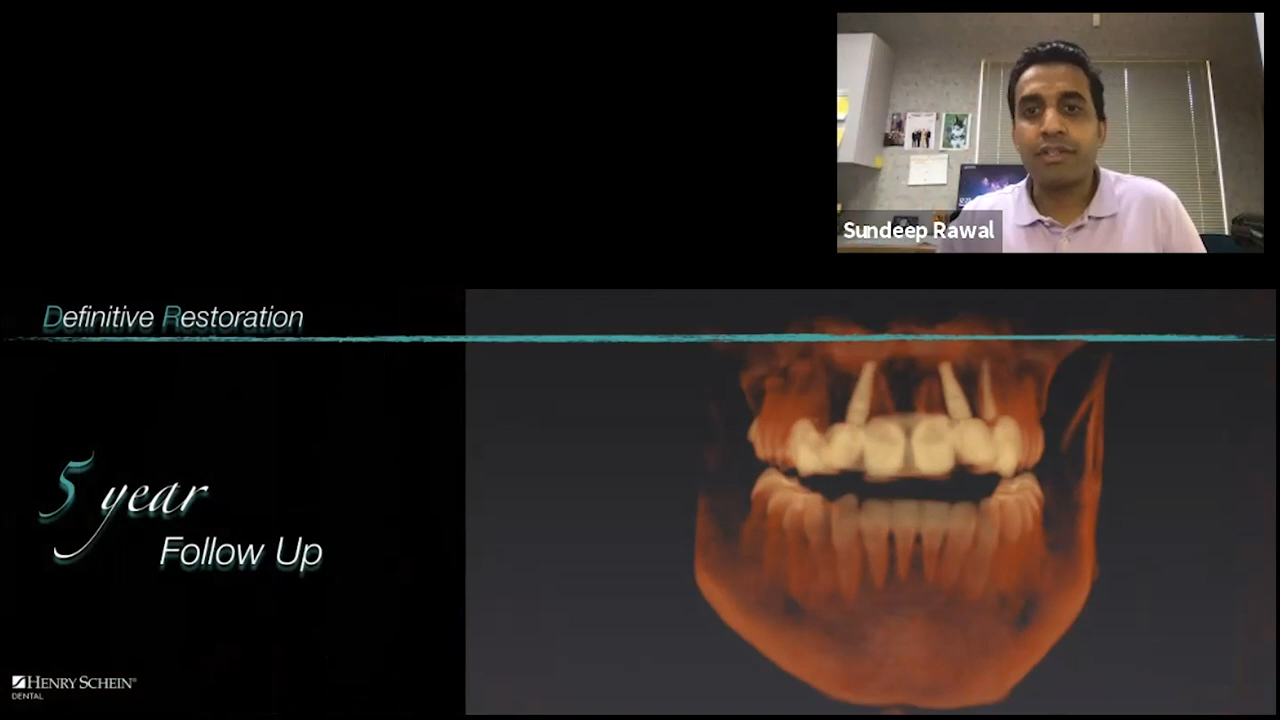 Sundeep Rawal
Definitive Restoration
5 year
Follow Up
HENRY SCHEIN®
DENTAL